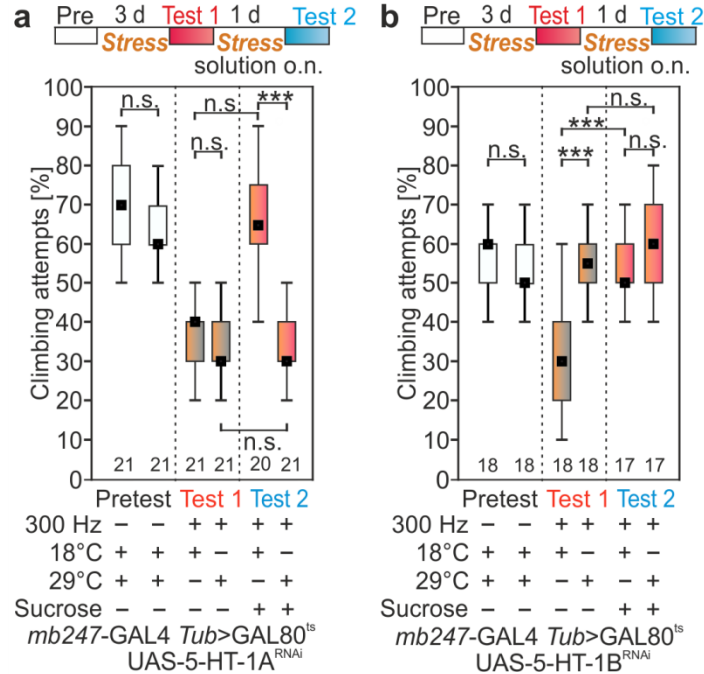 a Pre 3 d Test 1 1 d Test 2
Stress Stress
solution o.n.
Climbing attempts [%]
100
90
80
70
60
50
40
30
20
10
0
n.s. n.s. n.s. *** n.s.
21 21 21 21 20 21
Pretest Test 1 Test 2
300 Hz – – + + + +
18°C + + + – + –
29°C + + – + – +
Sucrose – – – – + +
mb247-GAL4 Tub>GAL80ts
UAS-5-HT-1ARNAi
b Pre 3 d Test 1 1 d Test 2
Stress Stress
solution o.n.
Climbing attempts [%]
100
90
80
70
60
50
40
30
20
10
0
n.s. *** *** n.s. n.s.
18 18 18 18 17 17
Pretest Test 1 Test 2
300 Hz – – + + + +
18°C + + + – + –
29°C + + – + – +
Sucrose – – – – + +
mb247-GAL4 Tub>GAL80ts
UAS-5-HT-1BRNAi